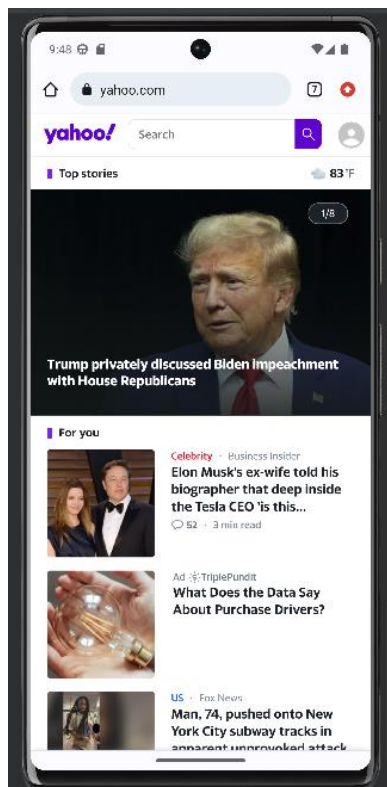 9:48
yahoo.com
7
yahoo!
Search
Top stories
83°F
1/8
Trump privately discussed Biden impeachment
with House Republicans
For you
Celebrity · Business Insider
Elon Musk's ex-wife told his
biographer that deep inside
the Tesla CEO 'is this...
52 · 3 min read
Ad TriplePundit
What Does the Data Say
About Purchase Drivers?
US · Fox News
Man, 74, pushed onto New
York City subway tracks in
apparent unprovoked attack